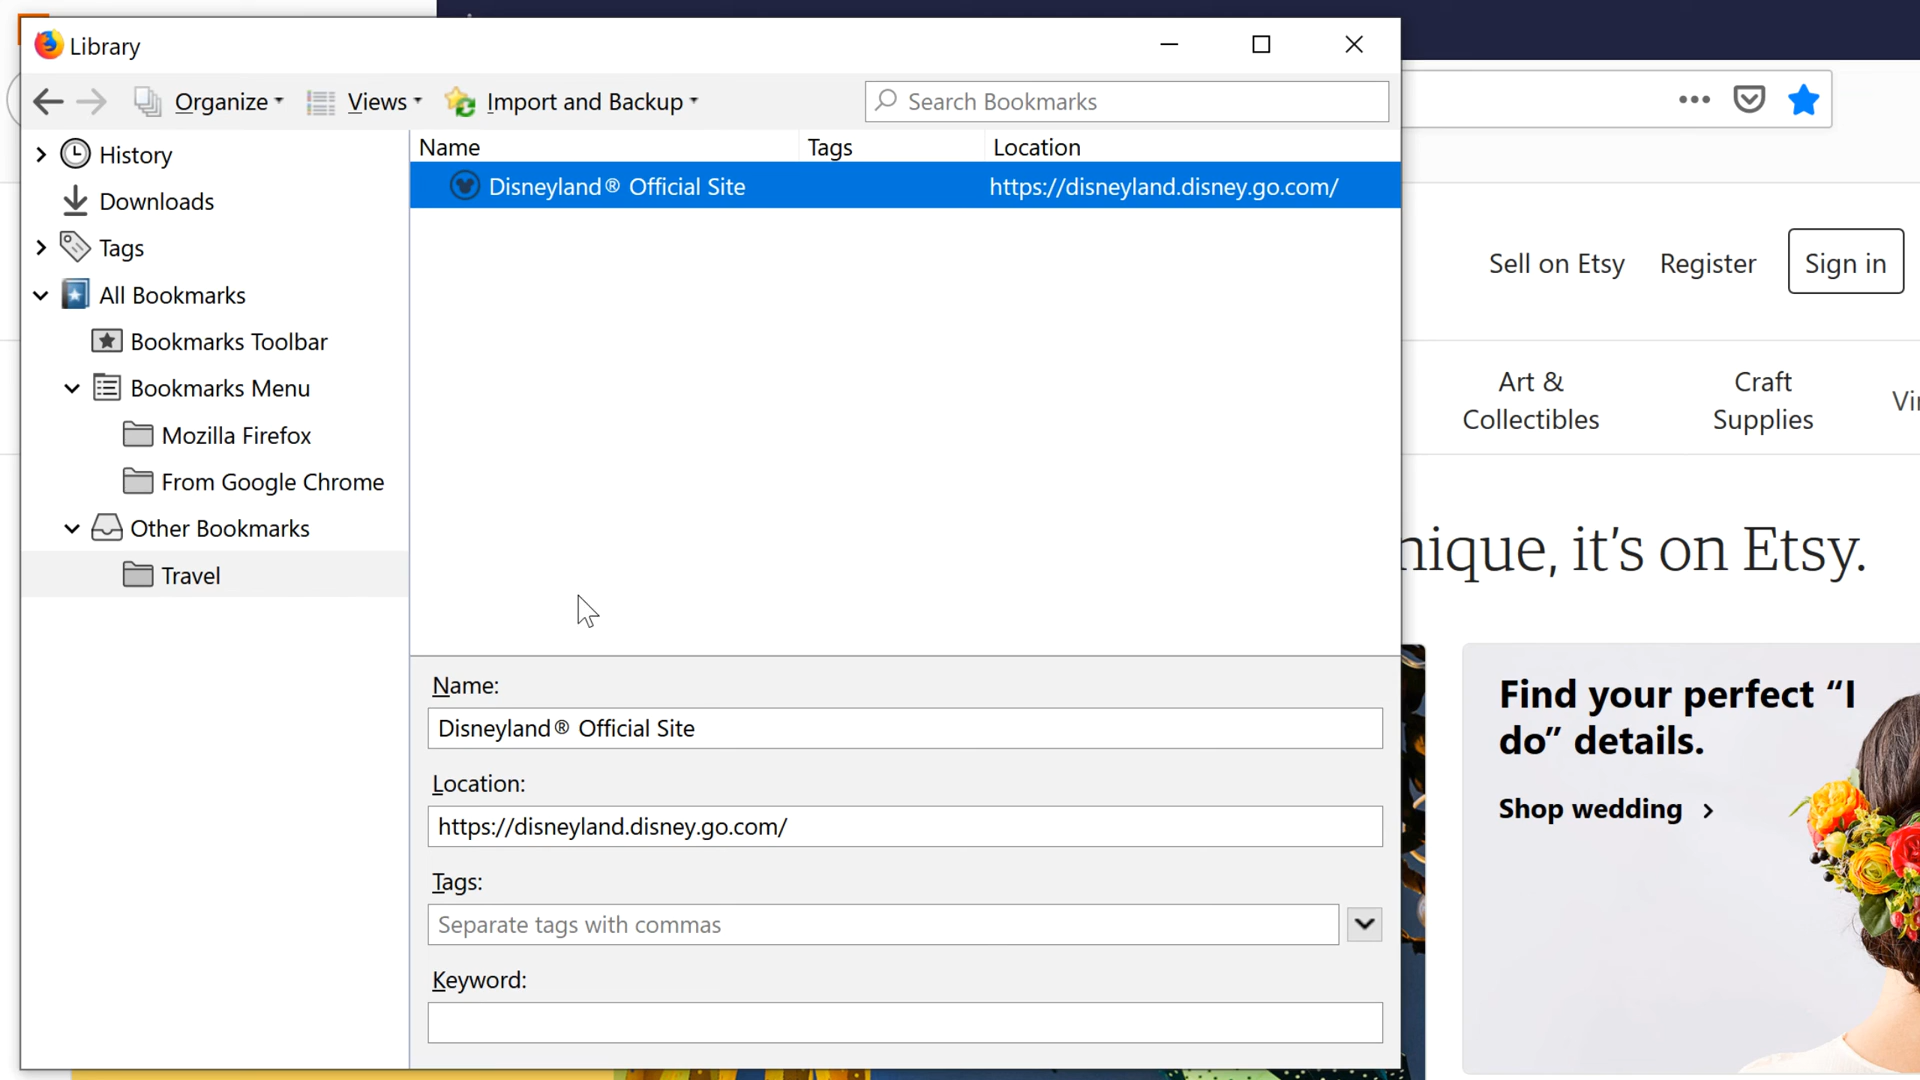 Library
Organize Views Import and Backup Search Bookmarks
History
Downloads
Tags
All Bookmarks
Bookmarks Toolbar
Bookmarks Menu
Mozilla Firefox
From Google Chrome
Other Bookmarks
Travel
Name Tags Location
Disneyland® Official Site https://disneyland.disney.go.com/
Name:
Disneyland® Official Site
Location:
https://disneyland.disney.go.com/
Tags:
Separate tags with commas
Keyword:
Sell on Etsy Register Sign in
Art &
Collectibles
Craft
Supplies
nique, it's on Etsy.
Find your perfect “I
do” details.
Shop wedding